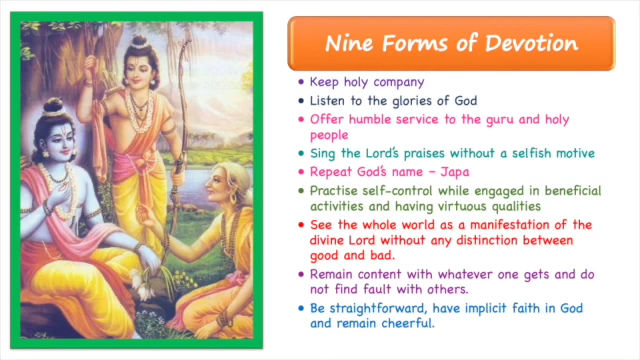 Nine Forms of Devotion
• Keep holy company
• Listen to the glories of God
• Offer humble service to the guru and holy
people
• Sing the Lord's praises without a selfish motive
• Repeat God's name – Japa
• Practise self-control while engaged in beneficial
activities and having virtuous qualities
• See the whole world as a manifestation of the
divine Lord without any distinction between
good and bad.
• Remain content with whatever one gets and do
not find fault with others.
• Be straightforward, have implicit faith in God
and remain cheerful.